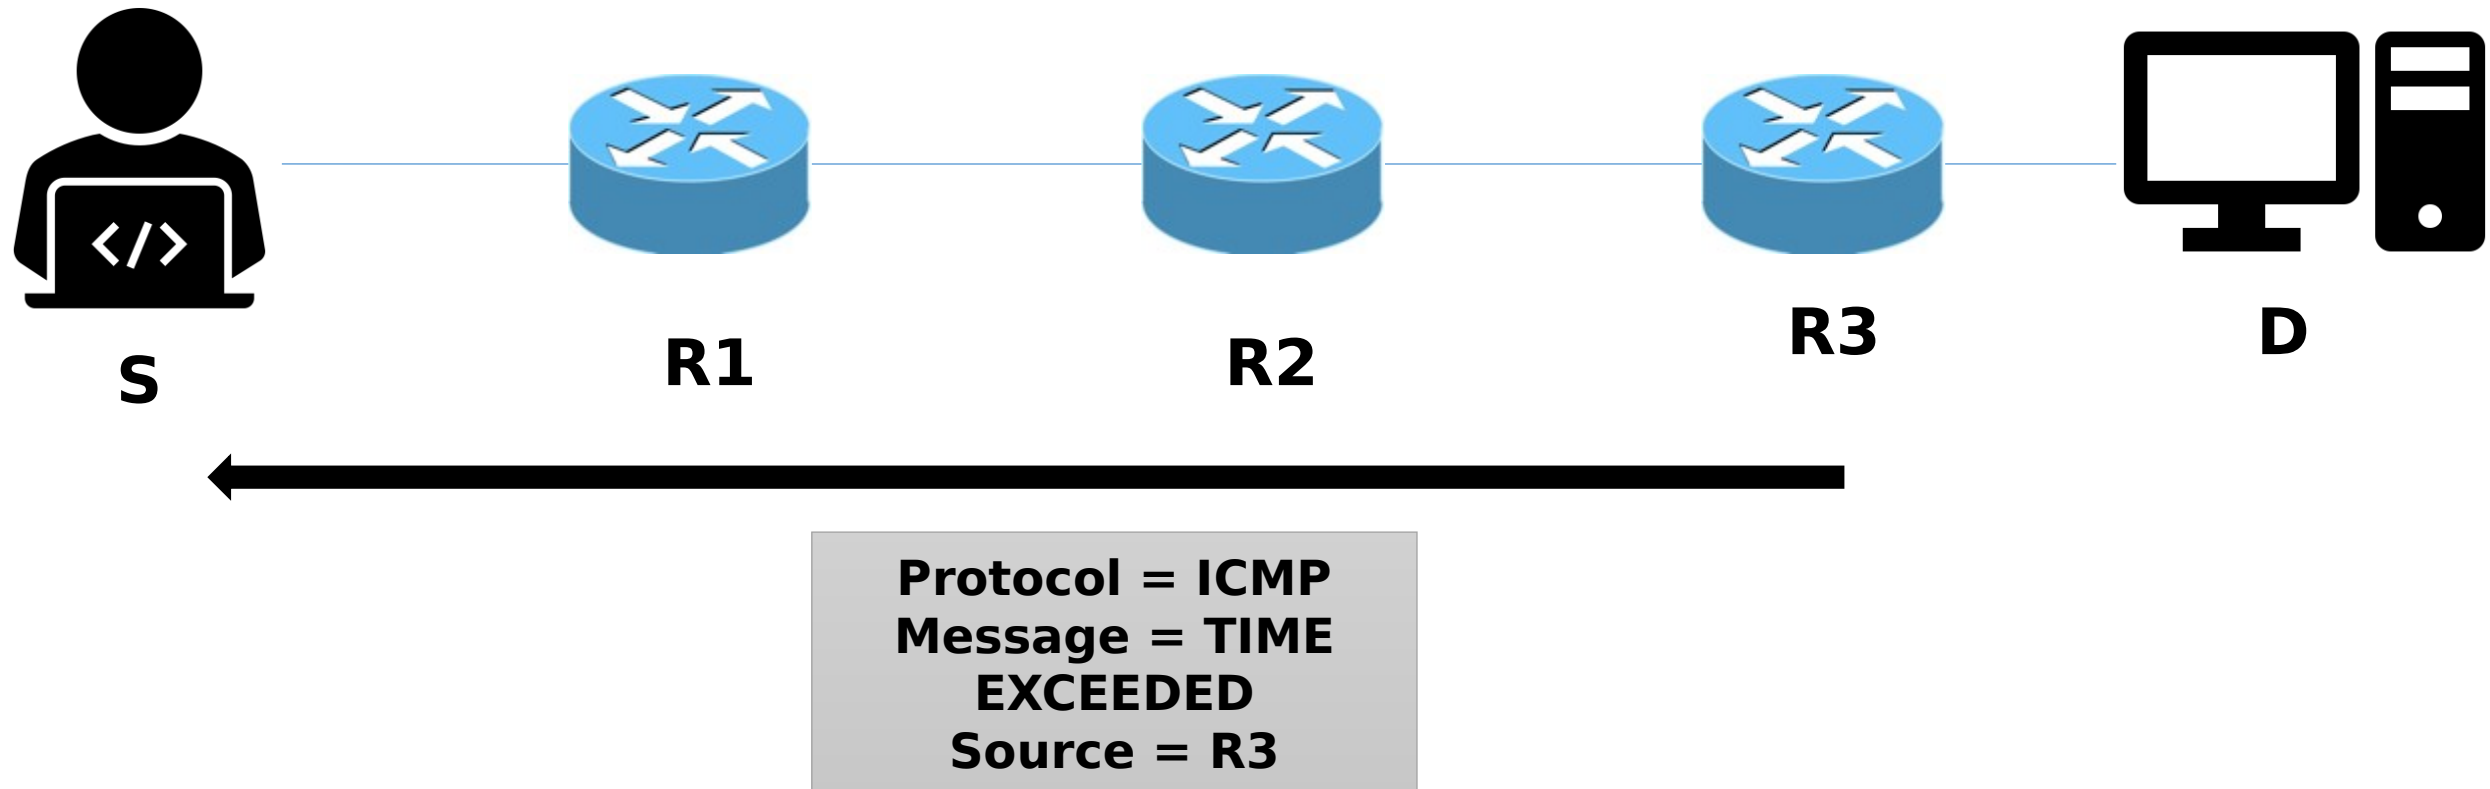 </>
S
R1
R2
R3
D
Protocol = ICMP
Message = TIME
EXCEEDED
Source = R3